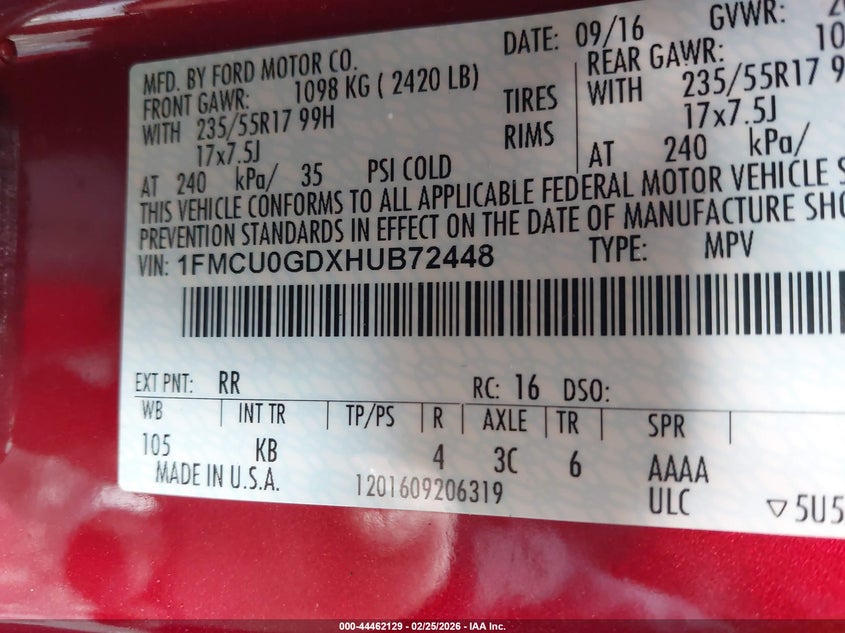 MFD. BY FORD MOTOR CO.
DATE: 09/16
GVWR:
FRONT GAWR: 1098 KG ( 2420 LB)
REAR GAWR: 10
WITH 235/55R17 99H
TIRES
WITH 235/55R17 9
17x7.5J
RIMS
17x7.5J
AT 240 kPa/ 35 PSI COLD
AT 240 kPa/
THIS VEHICLE CONFORMS TO ALL APPLICABLE FEDERAL MOTOR VEHICLE S
PREVENTION STANDARDS IN EFFECT ON THE DATE OF MANUFACTURE SHO
VIN: 1FMCU0GDXHUB72448
TYPE: MPV
EXT PNT: RR RC: 16 DSO:
WB INT TR TP/PS R AXLE TR SPR
105 KB 4 3C 6 AAAA
MADE IN U.S.A. 1201609206319 ULC ▽5U5
000-44462129 - 02/25/2026 - IAA Inc.